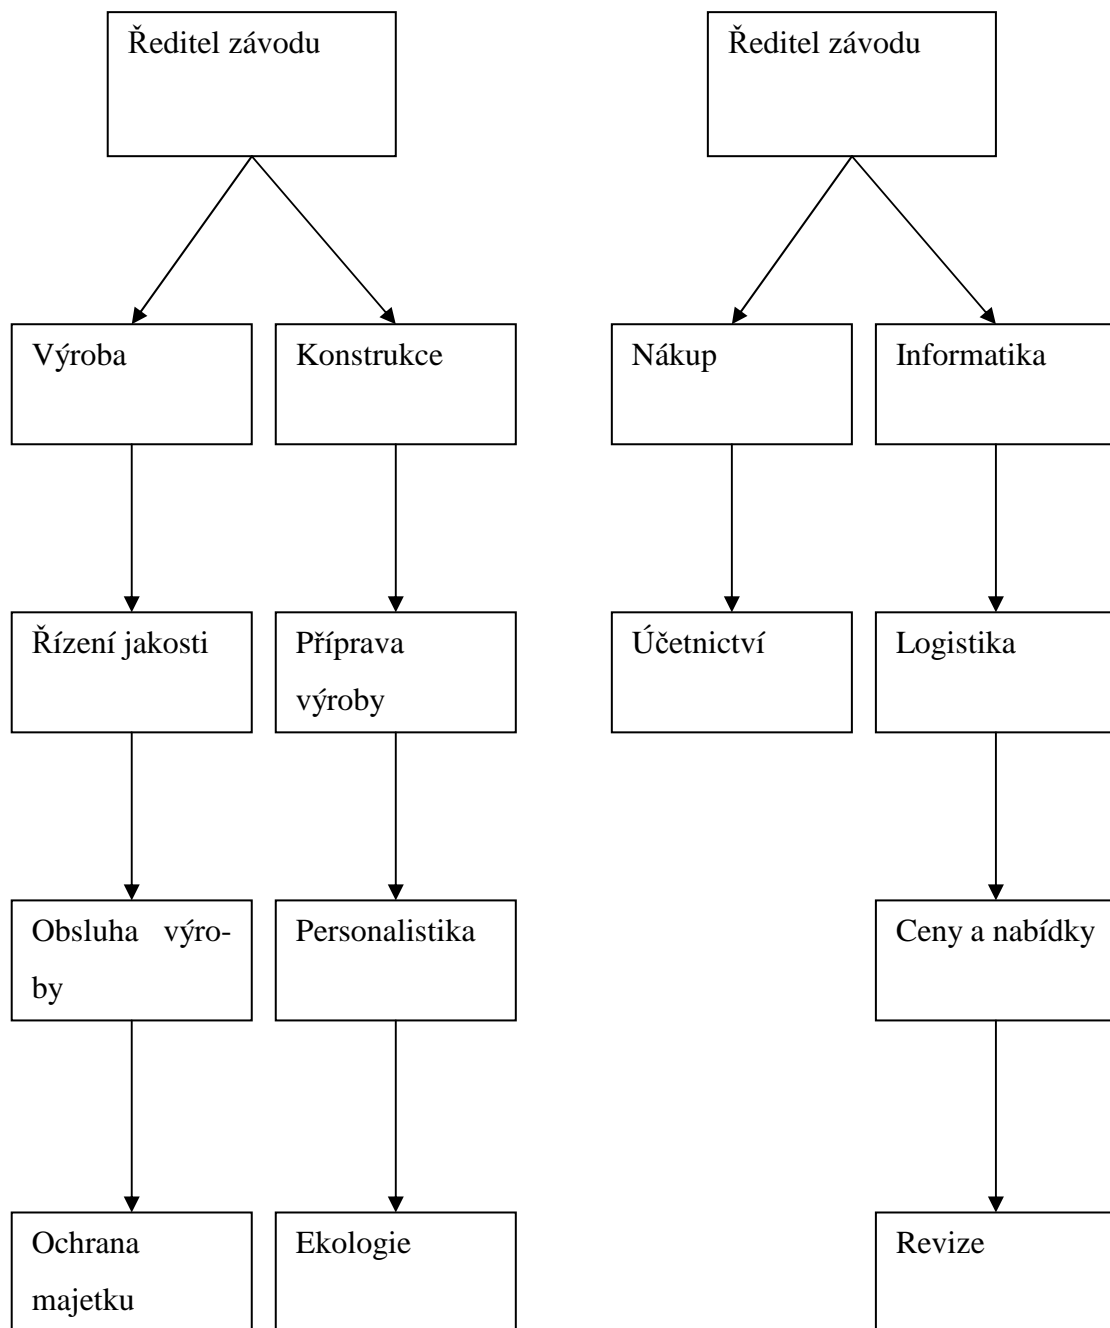 Ředitel závodu
Ředitel závodu
Výroba
Konstrukce
Nákup
Informatika
Řízení jakosti
Příprava
výroby
Účetnictví
Logistika
Obsluha výro-
by
Personalistika
Ceny a nabídky
Ochrana
majetku
Ekologie
Revize